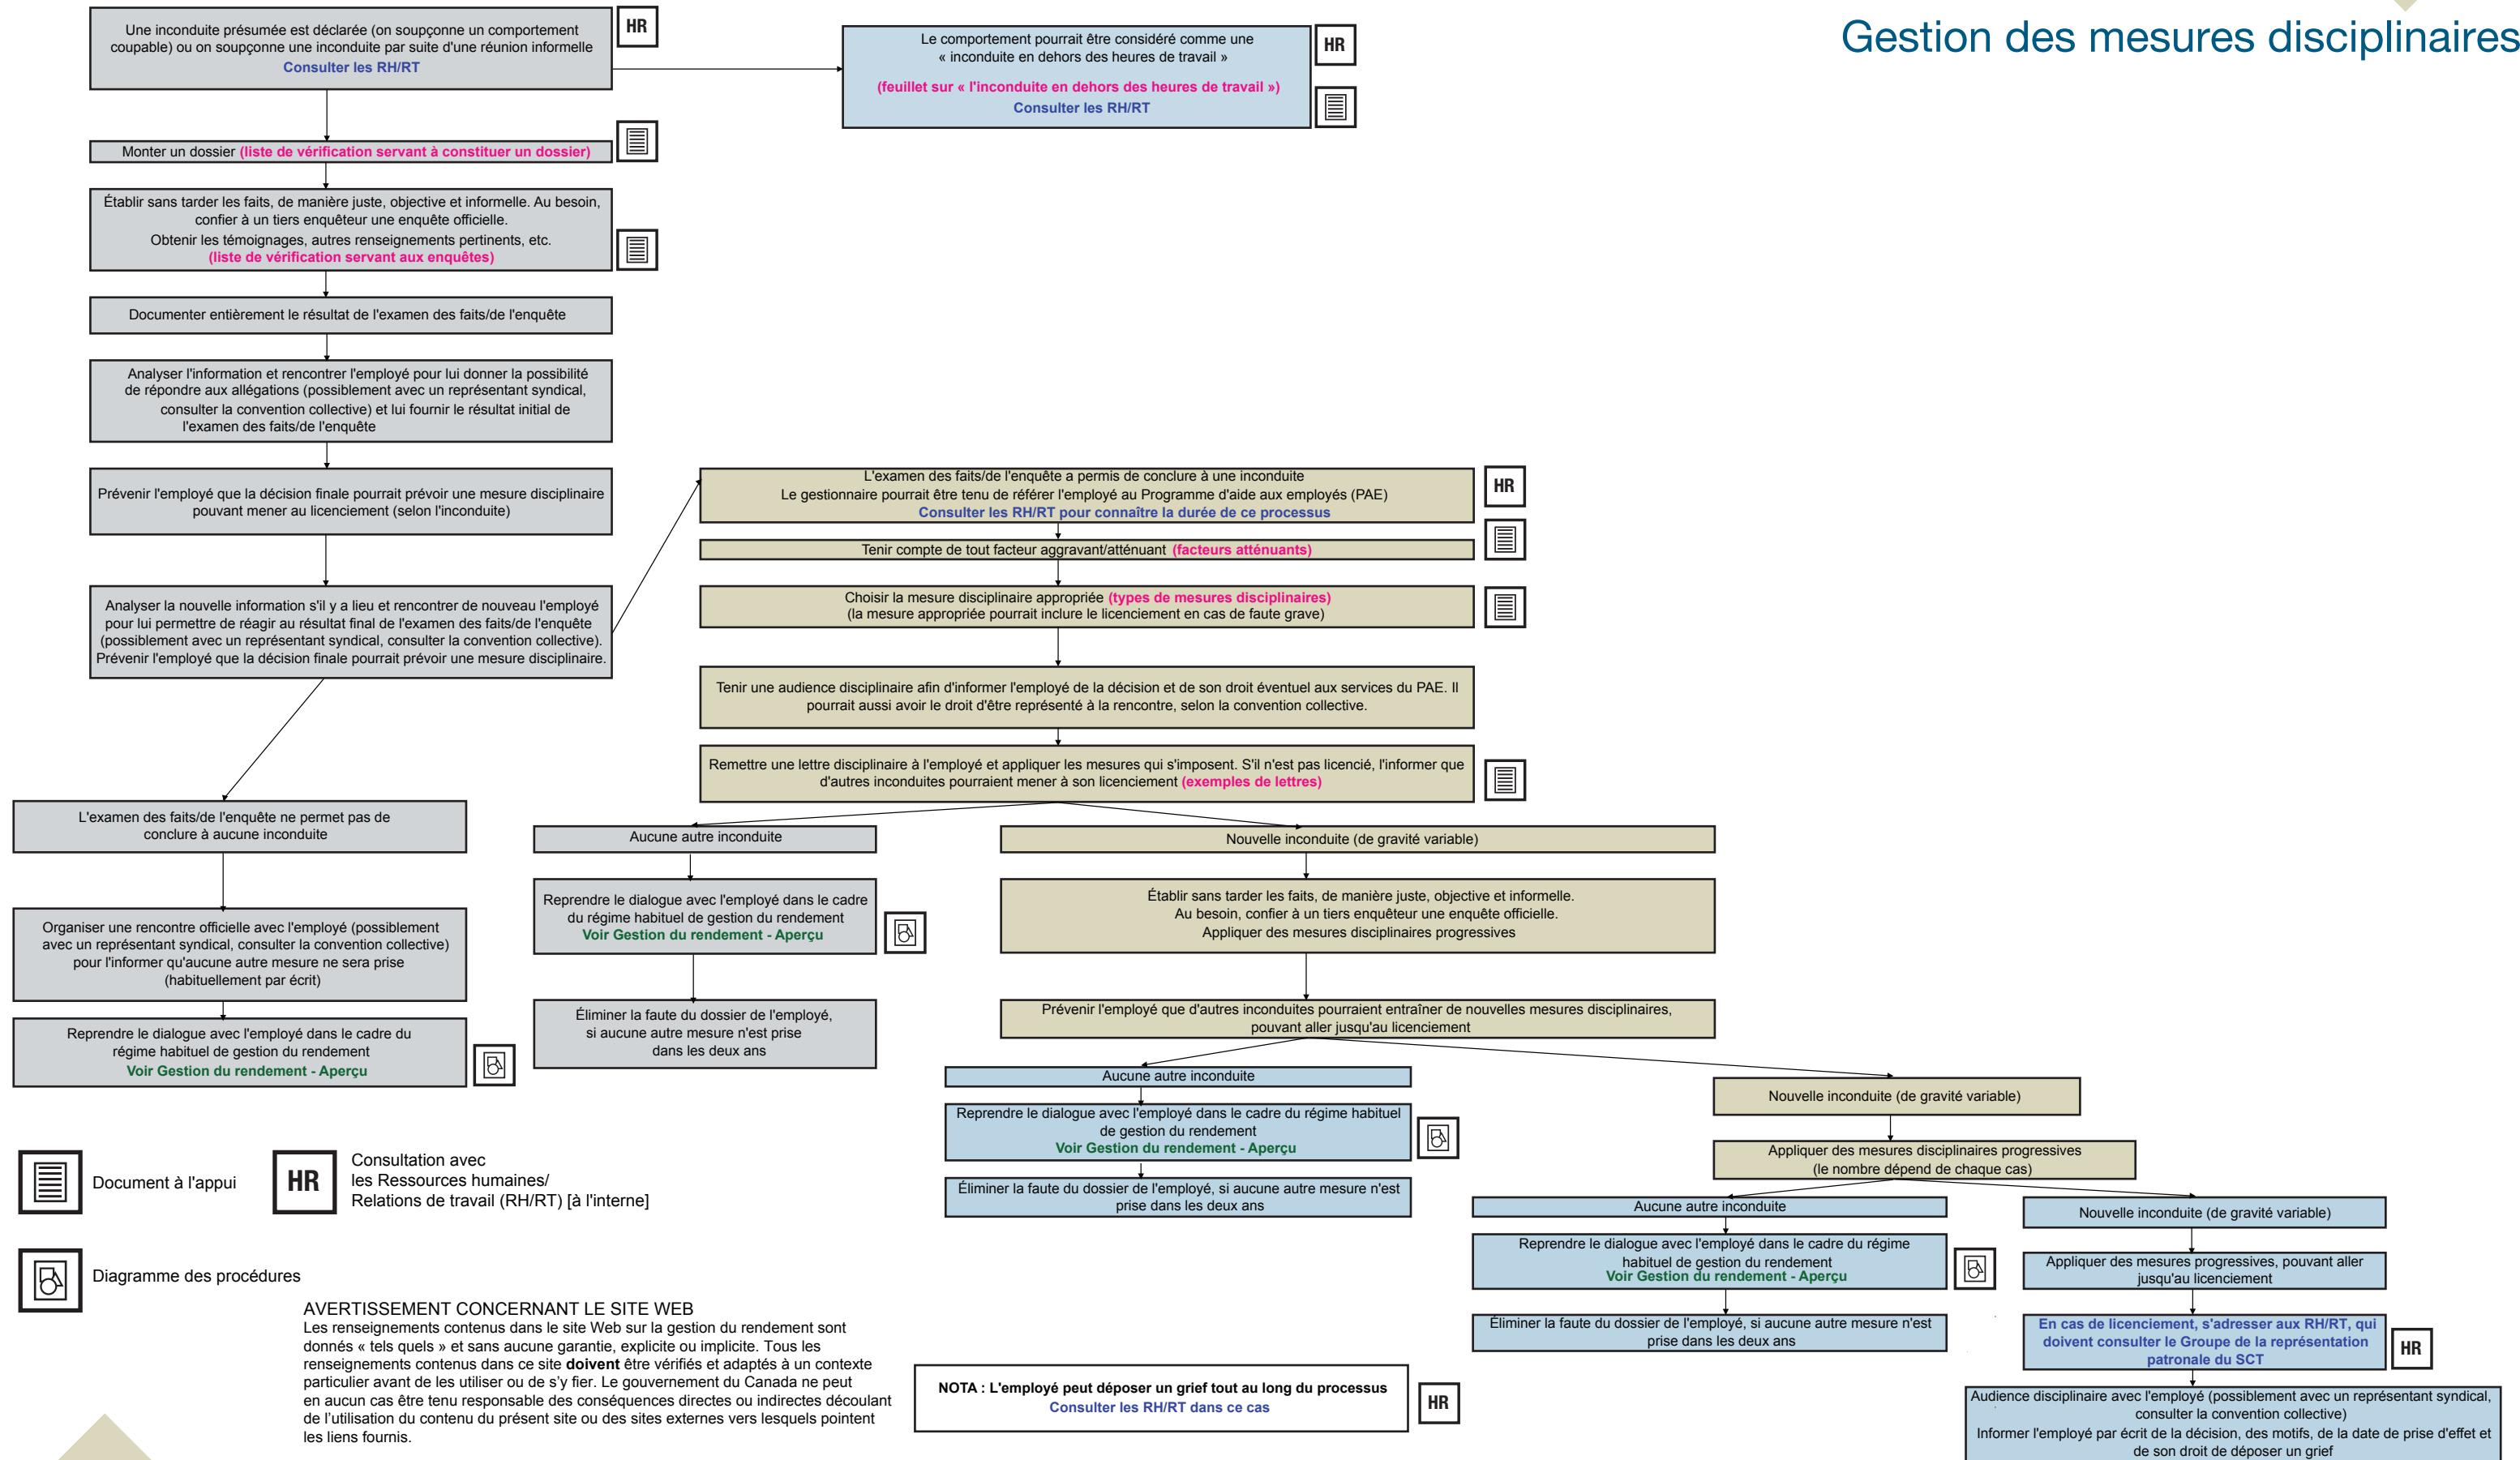 Gestion des mesures disciplinaires
Une inconduite présumée est déclarée (on soupçonne un comportement
coupable) ou on soupçonne une inconduite par suite d'une réunion informelle
Consulter les RH/RT
HR
Le comportement pourrait être considéré comme une
« inconduite en dehors des heures de travail »
(feuillet sur « l'inconduite en dehors des heures de travail »)
Consulter les RH/RT
HR
Monter un dossier (liste de vérification servant à constituer un dossier)
Établir sans tarder les faits, de manière juste, objective et informelle. Au besoin,
confier à un tiers enquêteur une enquête officielle.
Obtenir les témoignages, autres renseignements pertinents, etc.
(liste de vérification servant aux enquêtes)
Documenter entièrement le résultat de l'examen des faits/de l'enquête
Analyser l'information et rencontrer l'employé pour lui donner la possibilité
de répondre aux allégations (possiblement avec un représentant syndical,
consulter la convention collective) et lui fournir le résultat initial de
l'examen des faits/de l'enquête
Prévenir l'employé que la décision finale pourrait prévoir une mesure disciplinaire
pouvant mener au licenciement (selon l'inconduite)
Analyser la nouvelle information s'il y a lieu et rencontrer de nouveau l'employé
pour lui permettre de réagir au résultat final de l'examen des faits/de l'enquête
(possiblement avec un représentant syndical, consulter la convention collective).
Prévenir l'employé que la décision finale pourrait prévoir une mesure disciplinaire.
L'examen des faits/de l'enquête a permis de conclure à une inconduite
Le gestionnaire pourrait être tenu de référer l'employé au Programme d'aide aux employés (PAE)
Consulter les RH/RT pour connaître la durée de ce processus
HR
Tenir compte de tout facteur aggravant/atténuant (facteurs atténuants)
Choisir la mesure disciplinaire appropriée (types de mesures disciplinaires)
(la mesure appropriée pourrait inclure le licenciement en cas de faute grave)
Tenir une audience disciplinaire afin d'informer l'employé de la décision et de son droit éventuel aux services du PAE. Il
pourrait aussi avoir le droit d'être représenté à la rencontre, selon la convention collective.
Remettre une lettre disciplinaire à l'employé et appliquer les mesures qui s'imposent. S'il n'est pas licencié, l'informer que
d'autres inconduites pourraient mener à son licenciement (exemples de lettres)
L'examen des faits/de l'enquête ne permet pas de
conclure à aucune inconduite
Organiser une rencontre officielle avec l'employé (possiblement
avec un représentant syndical, consulter la convention collective)
pour l'informer qu'aucune autre mesure ne sera prise
(habituellement par écrit)
Reprendre le dialogue avec l'employé dans le cadre du
régime habituel de gestion du rendement
Voir Gestion du rendement - Aperçu
Aucune autre inconduite
Reprendre le dialogue avec l'employé dans le cadre
du régime habituel de gestion du rendement
Voir Gestion du rendement - Aperçu
Éliminer la faute du dossier de l'employé,
si aucune autre mesure n'est prise
dans les deux ans
Nouvelle inconduite (de gravité variable)
Établir sans tarder les faits, de manière juste, objective et informelle.
Au besoin, confier à un tiers enquêteur une enquête officielle.
Appliquer des mesures disciplinaires progressives
Prévenir l'employé que d'autres inconduites pourraient entraîner de nouvelles mesures disciplinaires,
pouvant aller jusqu'au licenciement
Aucune autre inconduite
Reprendre le dialogue avec l'employé dans le cadre du régime habituel
de gestion du rendement
Voir Gestion du rendement - Aperçu
Éliminer la faute du dossier de l'employé, si aucune autre mesure n'est
prise dans les deux ans
Nouvelle inconduite (de gravité variable)
Appliquer des mesures disciplinaires progressives
(le nombre dépend de chaque cas)
Aucune autre inconduite
Reprendre le dialogue avec l'employé dans le cadre du régime
habituel de gestion du rendement
Voir Gestion du rendement - Aperçu
Éliminer la faute du dossier de l'employé, si aucune autre mesure n'est
prise dans les deux ans
Nouvelle inconduite (de gravité variable)
Appliquer des mesures progressives, pouvant aller
jusqu'au licenciement
En cas de licenciement, s'adresser aux RH/RT, qui
doivent consulter le Groupe de la représentation
patronale du SCT
HR
Audience disciplinaire avec l'employé (possiblement avec un représentant syndical,
consulter la convention collective)
Informer l'employé par écrit de la décision, des motifs, de la date de prise d'effet et
de son droit de déposer un grief
Document à l'appui
HR
Consultation avec
les Ressources humaines/
Relations de travail (RH/RT) [à l'interne]
Diagramme des procédures
AVERTISSEMENT CONCERNANT LE SITE WEB
Les renseignements contenus dans le site Web sur la gestion du rendement sont
donnés « tels quels » et sans aucune garantie, explicite ou implicite. Tous les
renseignements contenus dans ce site doivent être vérifiés et adaptés à un contexte
particulier avant de les utiliser ou de s'y fier. Le gouvernement du Canada ne peut
en aucun cas être tenu responsable des conséquences directes ou indirectes découlant
de l'utilisation du contenu du présent site ou des sites externes vers lesquels pointent
les liens fournis.
NOTA : L'employé peut déposer un grief tout au long du processus
Consulter les RH/RT dans ce cas
HR